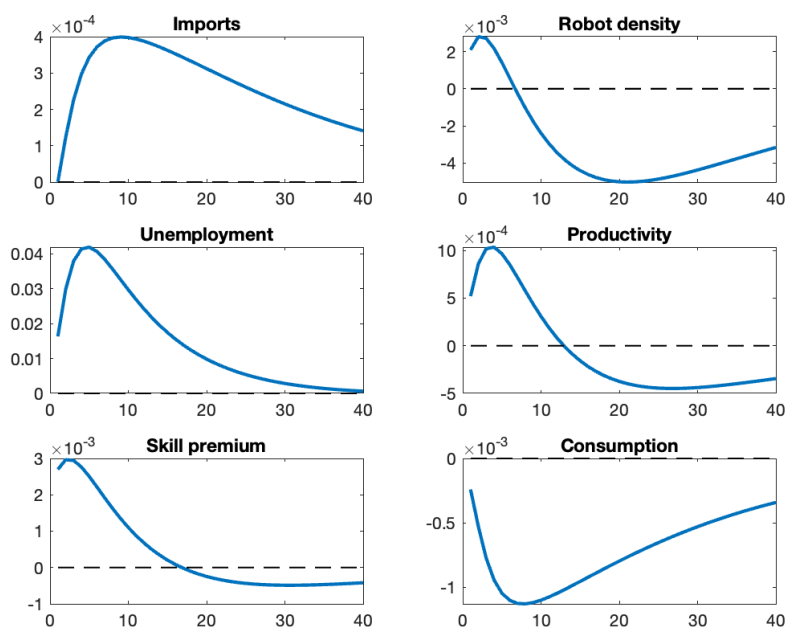 ×10⁻⁴ Imports
4
3
2
1
0
0 10 20 30 40
×10⁻³ Robot density
2
0
-2
-4
0 10 20 30 40
Unemployment
0.04
0.03
0.02
0.01
0
0 10 20 30 40
×10⁻⁴ Productivity
10
5
0
-5
0 10 20 30 40
×10⁻³ Skill premium
3
2
1
0
-1
0 10 20 30 40
×10⁻³ Consumption
0
-0.5
-1
0 10 20 30 40